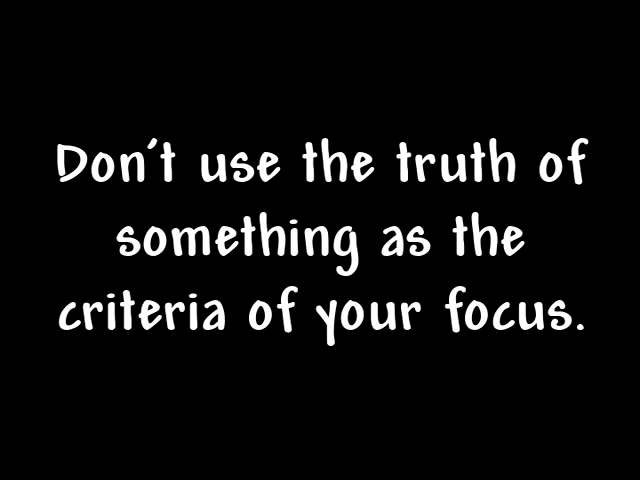 Don't use the truth of
something as the
criteria of your focus.